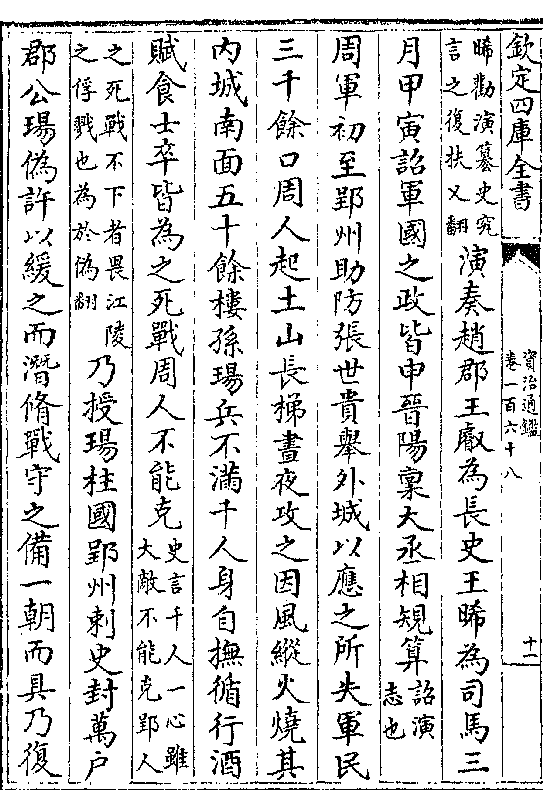 欽定四庫全書
資治通鑑
卷一百六十八
十一
晞勸演簒史究
言之復扶又翻
演奏趙郡王叡為長史王晞為司馬三
月甲寅詔軍國之政皆申晉陽稟大丞相規算
詔演
志也
周軍初至郢州助防張世貴舉外城以應之所失軍民
三千餘口周人起土山長梯晝夜攻之因風縱火燒其
内城南面五十餘樓孫瑒兵不滿千人身自撫循行酒
賦食士卒皆為之死戰周人不能克
史言千人一心雖
大敵不能克郢人
之死戰不下者畏江陵
之俘戮也為於偽翻
乃授瑒柱國郢州刺史封萬户
郡公瑒偽許以緩之而潛脩戰守之備一朝而具乃復